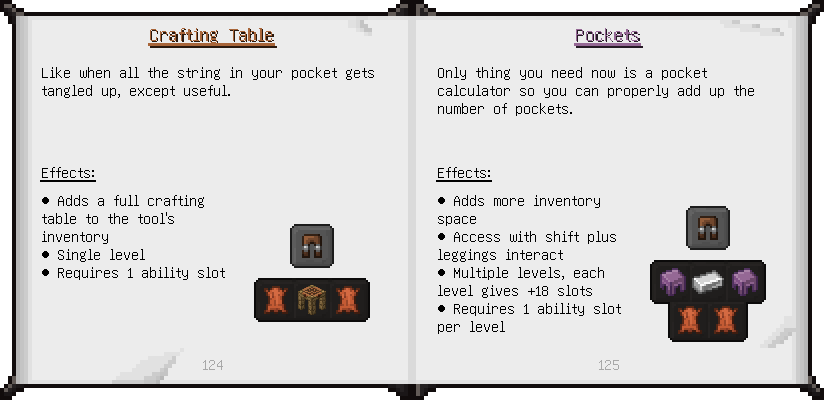 Crafting Table
Like when all the string in your pocket gets
tangled up, except useful.
Effects:
● Adds a full crafting
table to the tool's
inventory
● Single level
● Requires 1 ability slot
124
Pockets
Only thing you need now is a pocket
calculator so you can properly add up the
number of pockets.
Effects:
● Adds more inventory
space
● Access with shift plus
leggings interact
● Multiple levels, each
level gives +18 slots
● Requires 1 ability slot
per level
125